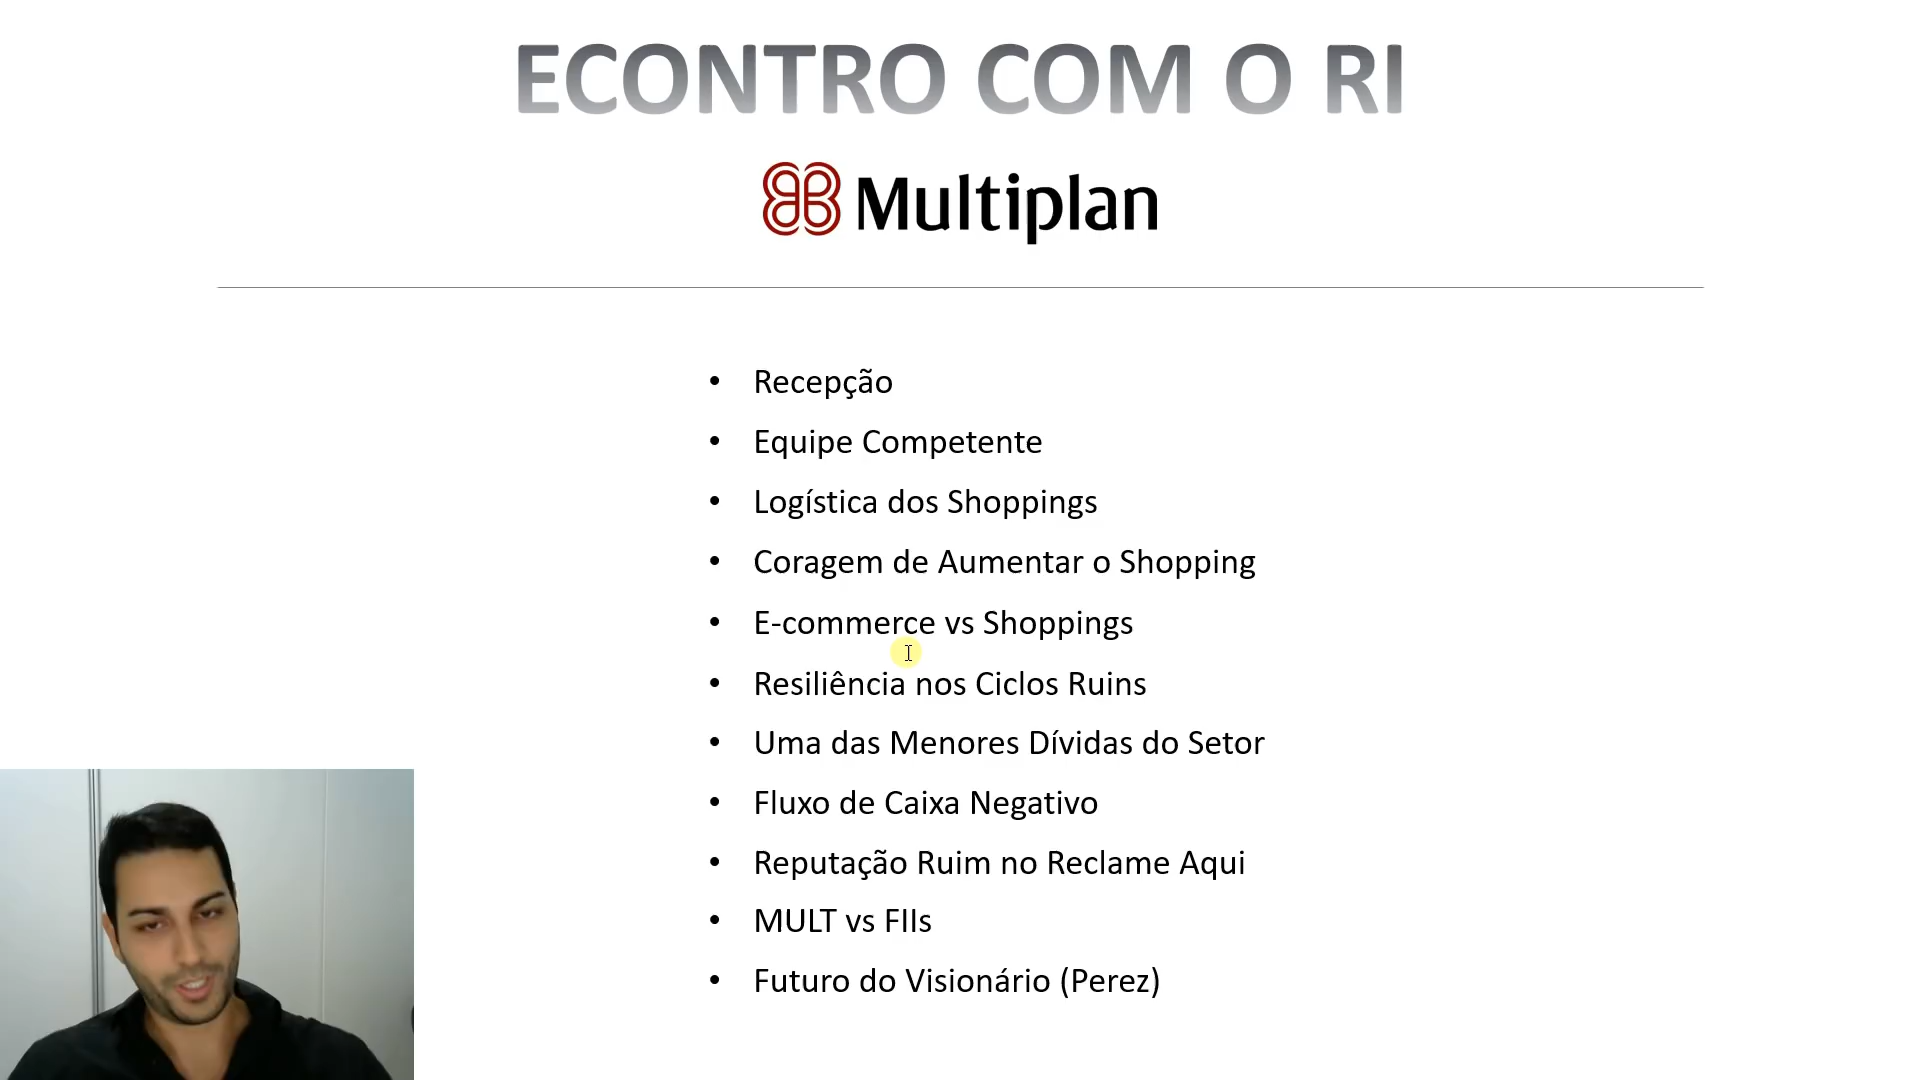 ECONTRO COM O RI
Multiplan
• Recepção
• Equipe Competente
• Logística dos Shoppings
• Coragem de Aumentar o Shopping
• E-commerce vs Shoppings
• Resiliência nos Ciclos Ruins
• Uma das Menores Dívidas do Setor
• Fluxo de Caixa Negativo
• Reputação Ruim no Reclame Aqui
• MULT vs FIIs
• Futuro do Visionário (Perez)